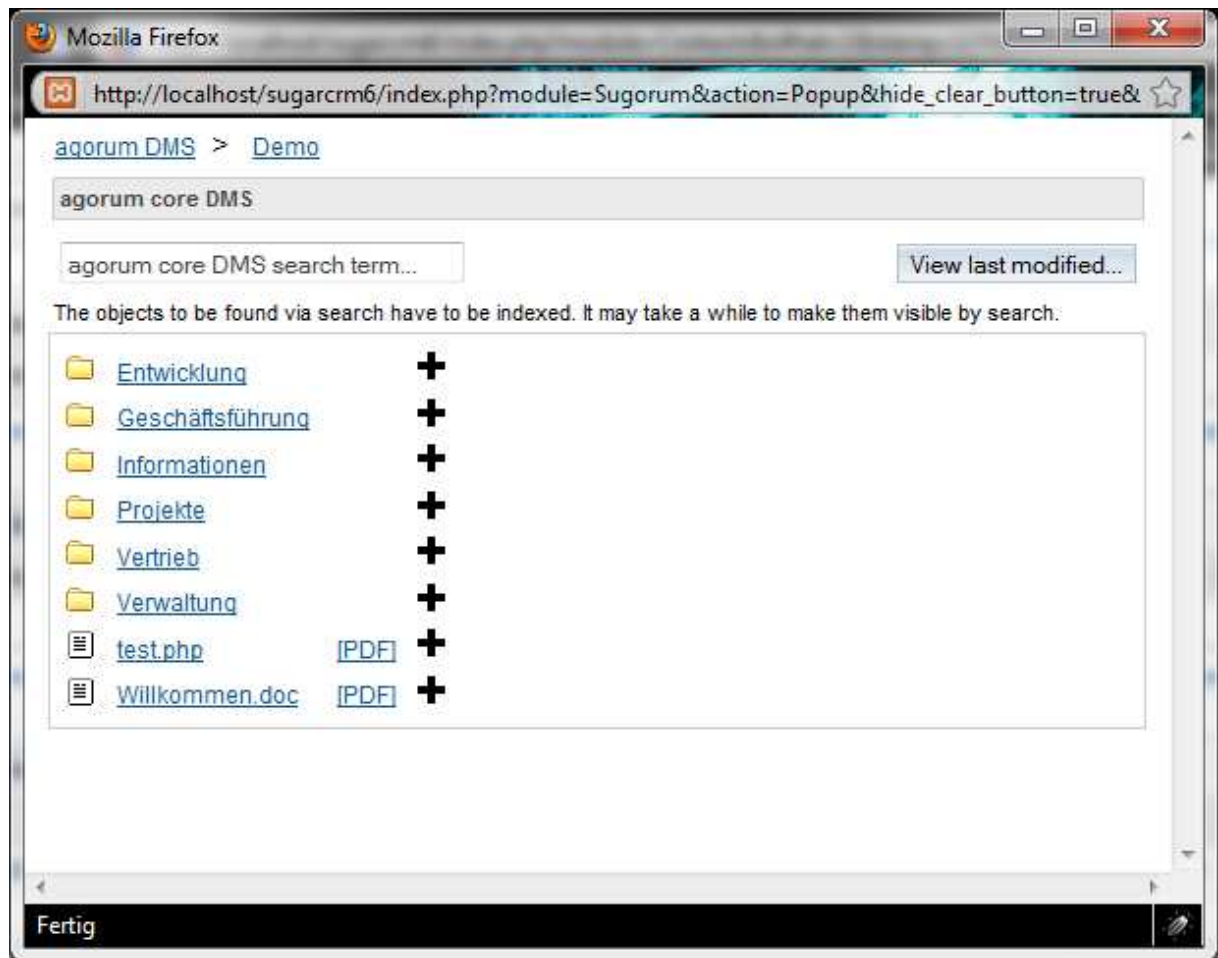 Mozilla Firefox
http://localhost/sugarcrm6/index.php?module=Sugorum&action=Popup&hide_clear_button=true&
agorum DMS > Demo
agorum core DMS
agorum core DMS search term... View last modified...
The objects to be found via search have to be indexed. It may take a while to make them visible by search.
Entwicklung
Geschäftsführung
Informationen
Projekte
Vertrieb
Verwaltung
test.php [PDF]
Willkommen.doc [PDF]
Fertig